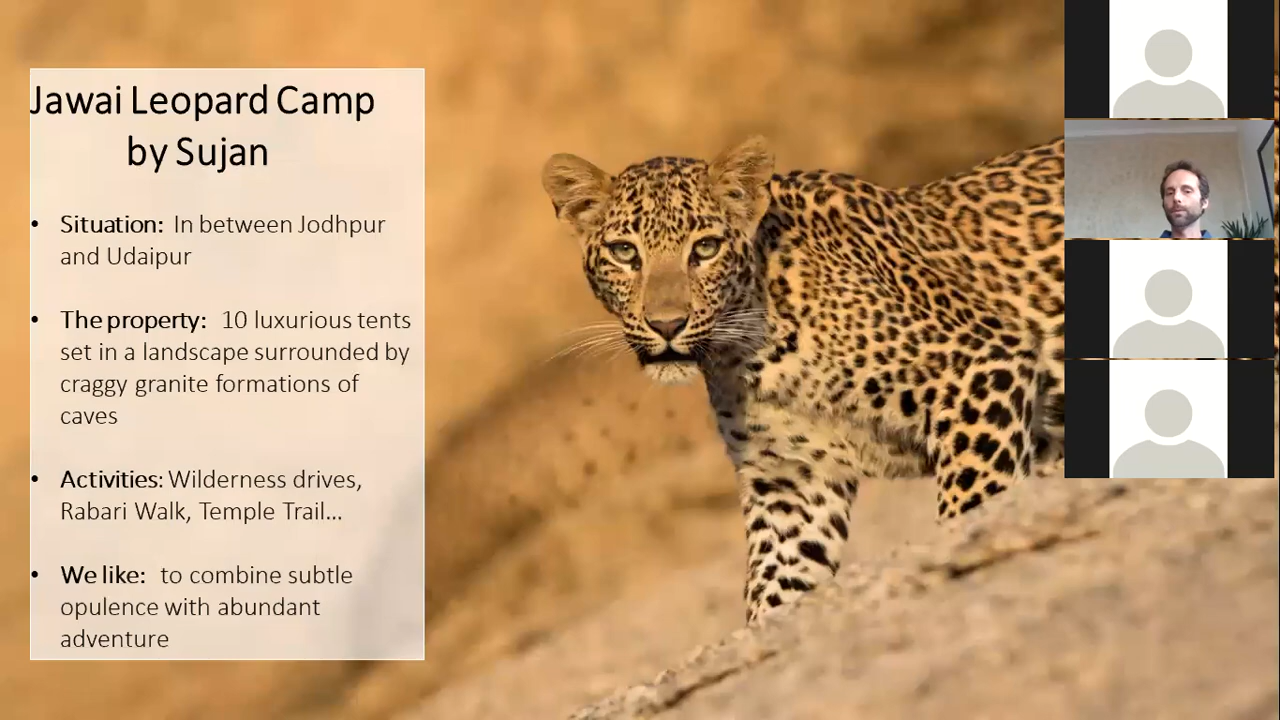 Jawai Leopard Camp
by Sujan
• Situation: In between Jodhpur
and Udaipur
• The property: 10 luxurious tents
set in a landscape surrounded by
craggy granite formations of
caves
• Activities: Wilderness drives,
Rabari Walk, Temple Trail...
• We like: to combine subtle
opulence with abundant
adventure